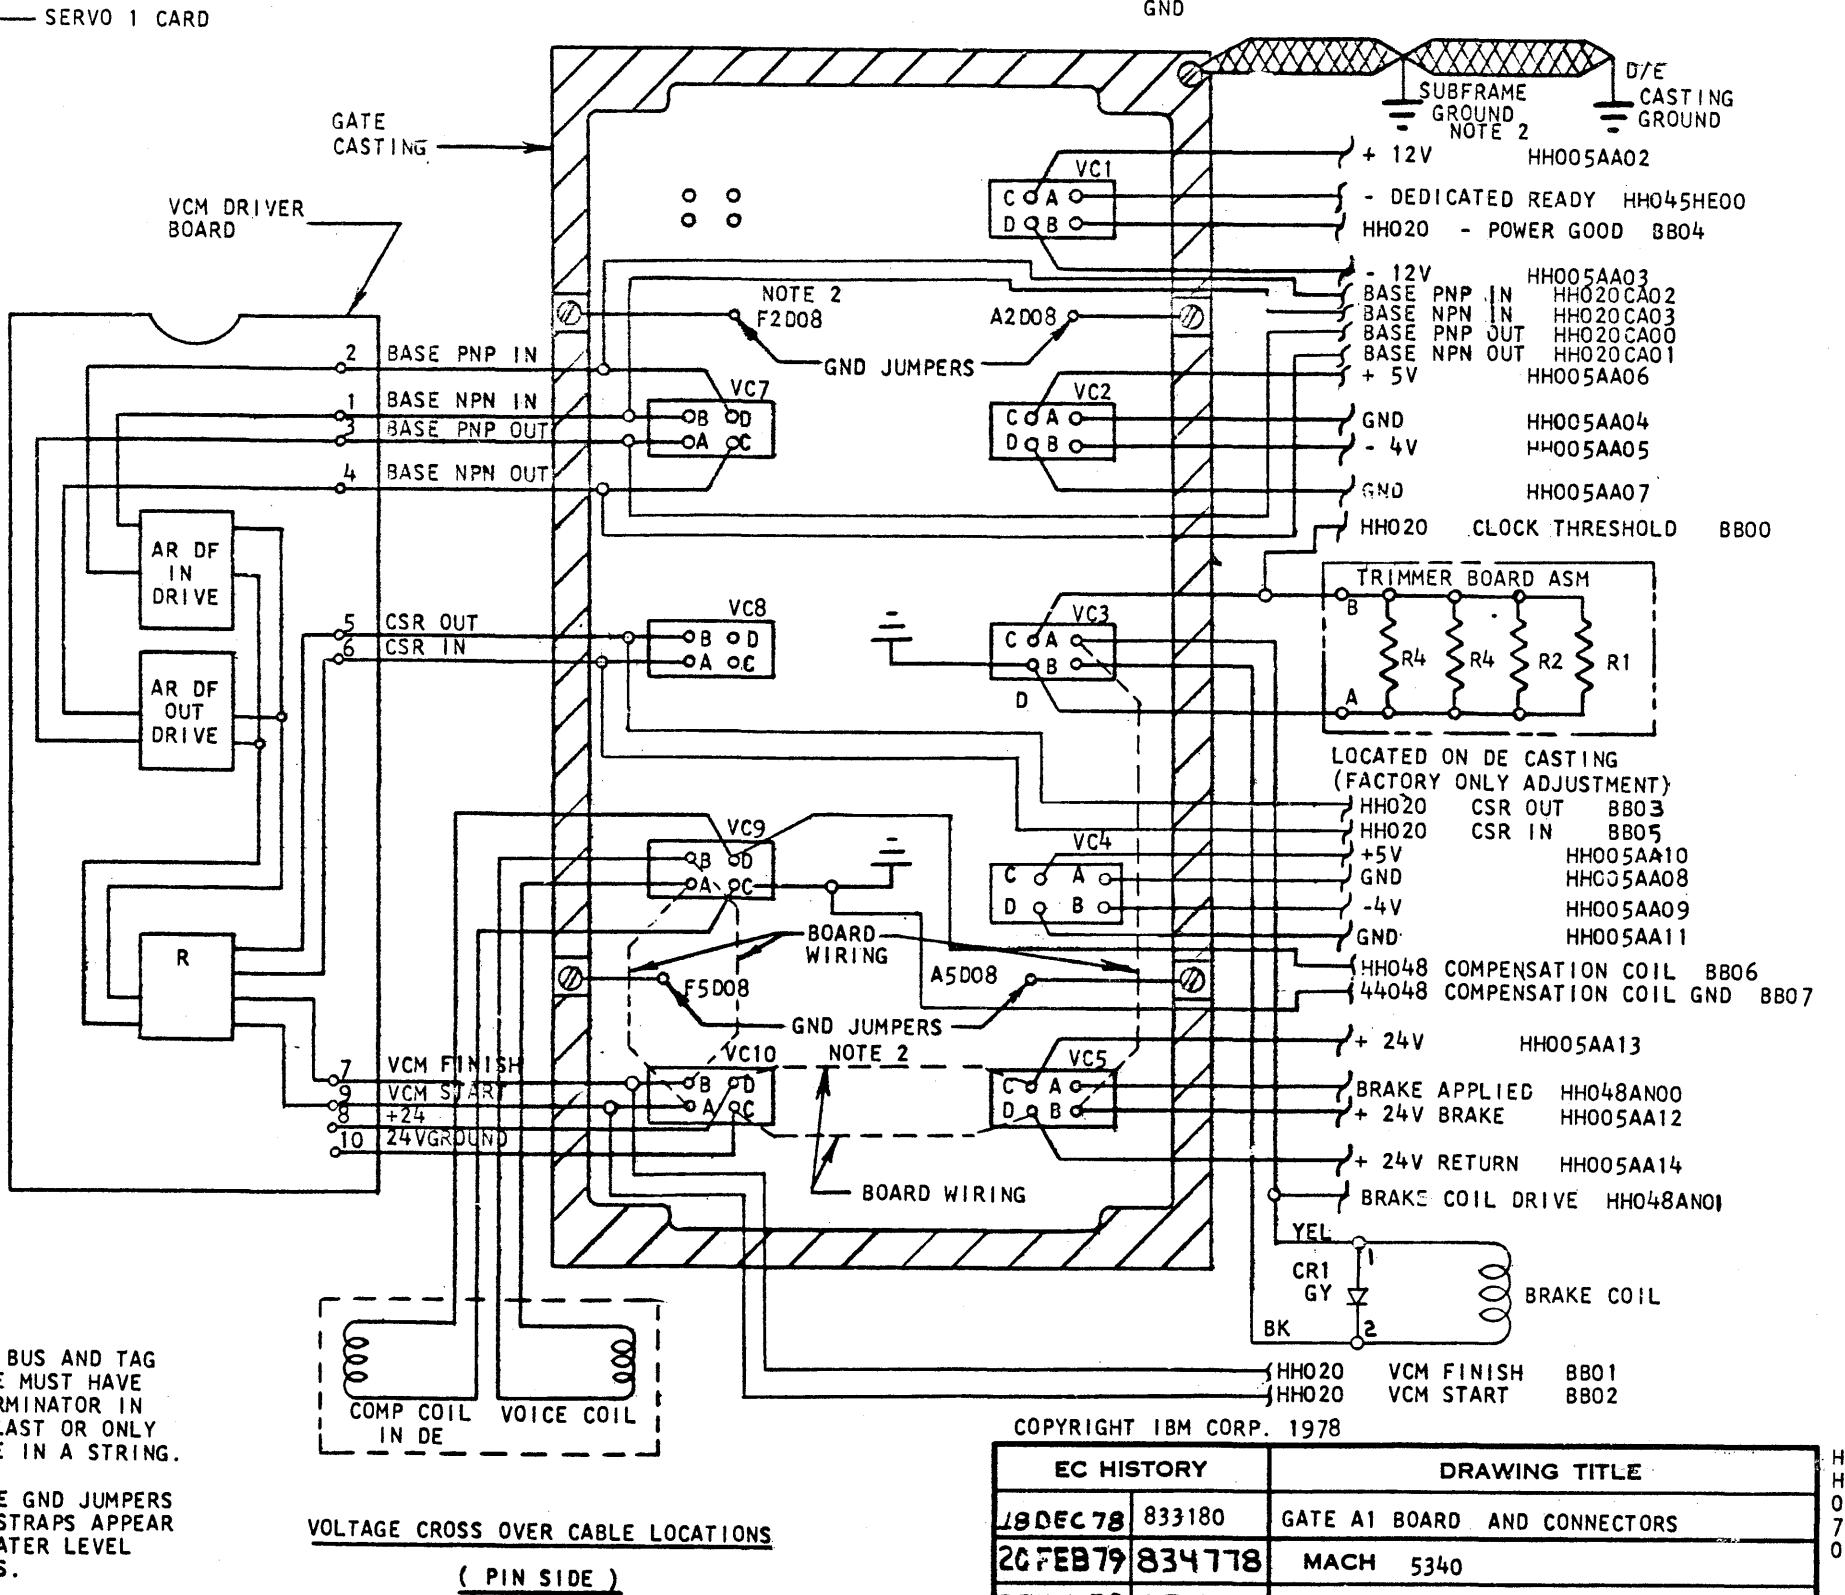 SERVO 1 CARD
GND
D/E
CASTING
GROUND
SUBFRAME
GROUND
NOTE 2
GATE
CASTING
VCM DRIVER
BOARD
VC1
C A
D B
+ 12V HH005AA02
- DEDICATED READY HH045HE00
HH020 - POWER GOOD BB04
- 12V HH005AA03
BASE PNP IN HH020CA02
BASE NPN IN HH020CA03
BASE PNP OUT HH020CA00
BASE NPN OUT HH020CA01
+ 5V HH005AA06
GND HH005AA04
- 4V HH005AA05
GND HH005AA07
HH020 CLOCK THRESHOLD BB00
NOTE 2
F2D08
A2D08
GND JUMPERS
2 BASE PNP IN
1 BASE NPN IN
3 BASE PNP OUT
4 BASE NPN OUT
VC7
B D
A C
VC2
C A
D B
AR DF
IN
DRIVE
AR DF
OUT
DRIVE
5 CSR OUT
6 CSR IN
VC8
B D
A C
VC3
C A
B
D
TRIMMER BOARD ASM
B
R4 R4 R2 R1
A
LOCATED ON DE CASTING
(FACTORY ONLY ADJUSTMENT)
HH020 CSR OUT BB03
HH020 CSR IN BB05
+5V HH005AA10
GND HH005AA08
-4V HH005AA09
GND HH005AA11
HH048 COMPENSATION COIL BB06
44048 COMPENSATION COIL GND BB07
VC9
B D
A C
VC4
C A
D B
BOARD
WIRING
R
F5D08
A5D08
GND JUMPERS
NOTE 2
7 VCM FINISH
9 VCM START
8 +24
10 24VGROUND
VC10
B D
A C
VC5
C A
D B
+ 24V HH005AA13
BRAKE APPLIED HH048AN00
+ 24V BRAKE HH005AA12
+ 24V RETURN HH005AA14
BRAKE COIL DRIVE HH048AN01
BOARD WIRING
YEL
1
CR1
GY
BRAKE COIL
BK
2
HH020 VCM FINISH BB01
HH020 VCM START BB02
COMP COIL VOICE COIL
IN DE
BUS AND TAG
E MUST HAVE
RMINATOR IN
LAST OR ONLY
E IN A STRING.
E GND JUMPERS
STRAPS APPEAR
ATER LEVEL
S.
VOLTAGE CROSS OVER CABLE LOCATIONS
( PIN SIDE )
COPYRIGHT IBM CORP. 1978
EC HISTORY DRAWING TITLE
18DEC78 833180 GATE A1 BOARD AND CONNECTORS
20FEB79 834778 MACH 5340
HH070